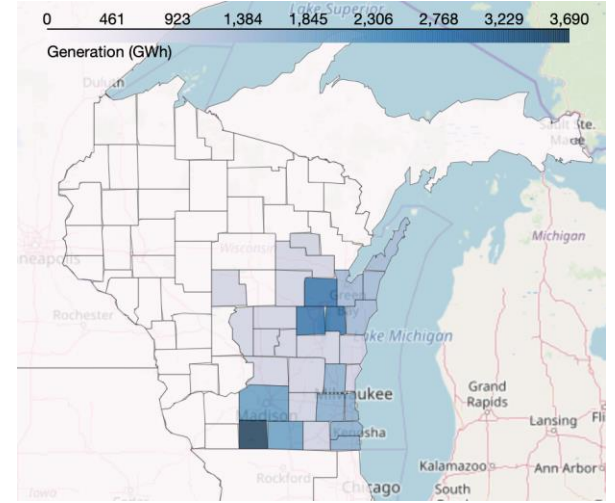 Lake Superior
0 461 923 1,384 1,845 2,306 2,768 3,229 3,690
Generation (GWh)
Duluth
Sault Ste.
Wisconsin
Michigan
Rochester
Green
Bay
Lake Michigan
Milwaukee
Madison
Grand
Rapids
Lansing
Kenosha
Kalamazoo
Ann Arbor
Iowa
Rockford
Chicago
South